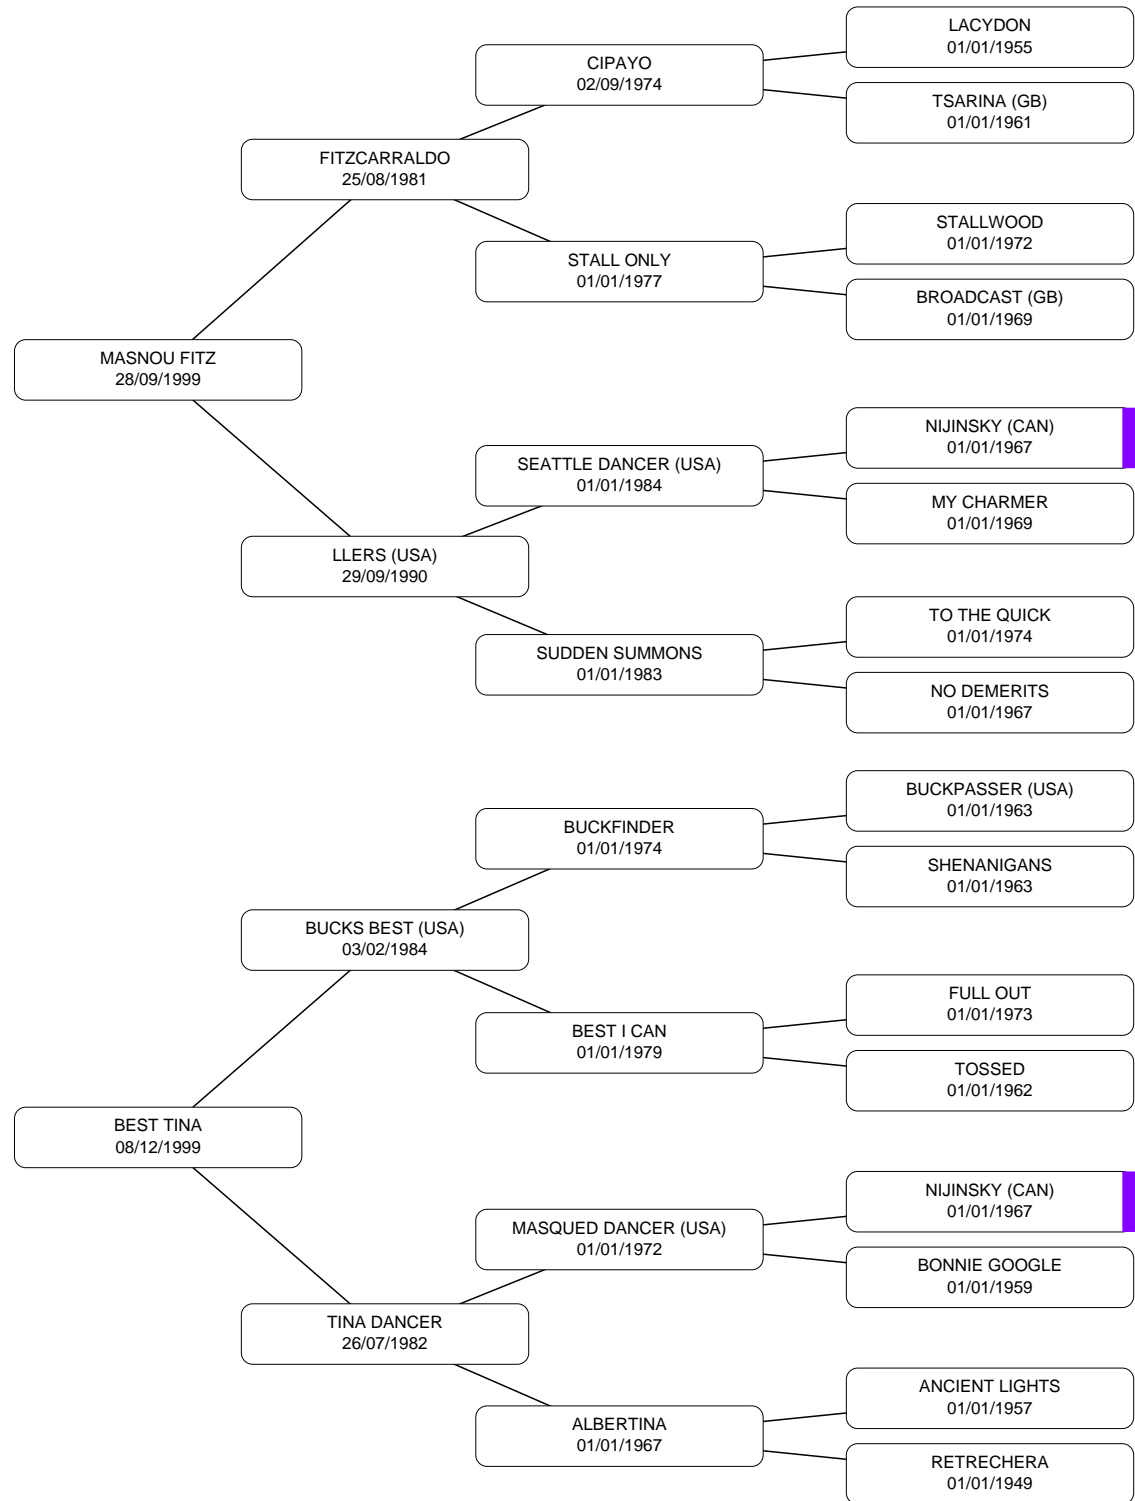 LACYDON
01/01/1955
CIPAYO
02/09/1974
TSARINA (GB)
01/01/1961
FITZCARRALDO
25/08/1981
STALLWOOD
01/01/1972
STALL ONLY
01/01/1977
BROADCAST (GB)
01/01/1969
MASNOU FITZ
28/09/1999
NIJINSKY (CAN)
01/01/1967
SEATTLE DANCER (USA)
01/01/1984
MY CHARMER
01/01/1969
LLERS (USA)
29/09/1990
TO THE QUICK
01/01/1974
SUDDEN SUMMONS
01/01/1983
NO DEMERITS
01/01/1967
BUCKPASSER (USA)
01/01/1963
BUCKFINDER
01/01/1974
SHENANIGANS
01/01/1963
BUCKS BEST (USA)
03/02/1984
FULL OUT
01/01/1973
BEST I CAN
01/01/1979
TOSSED
01/01/1962
BEST TINA
08/12/1999
NIJINSKY (CAN)
01/01/1967
MASQUED DANCER (USA)
01/01/1972
BONNIE GOOGLE
01/01/1959
TINA DANCER
26/07/1982
ANCIENT LIGHTS
01/01/1957
ALBERTINA
01/01/1967
RETRECHERA
01/01/1949